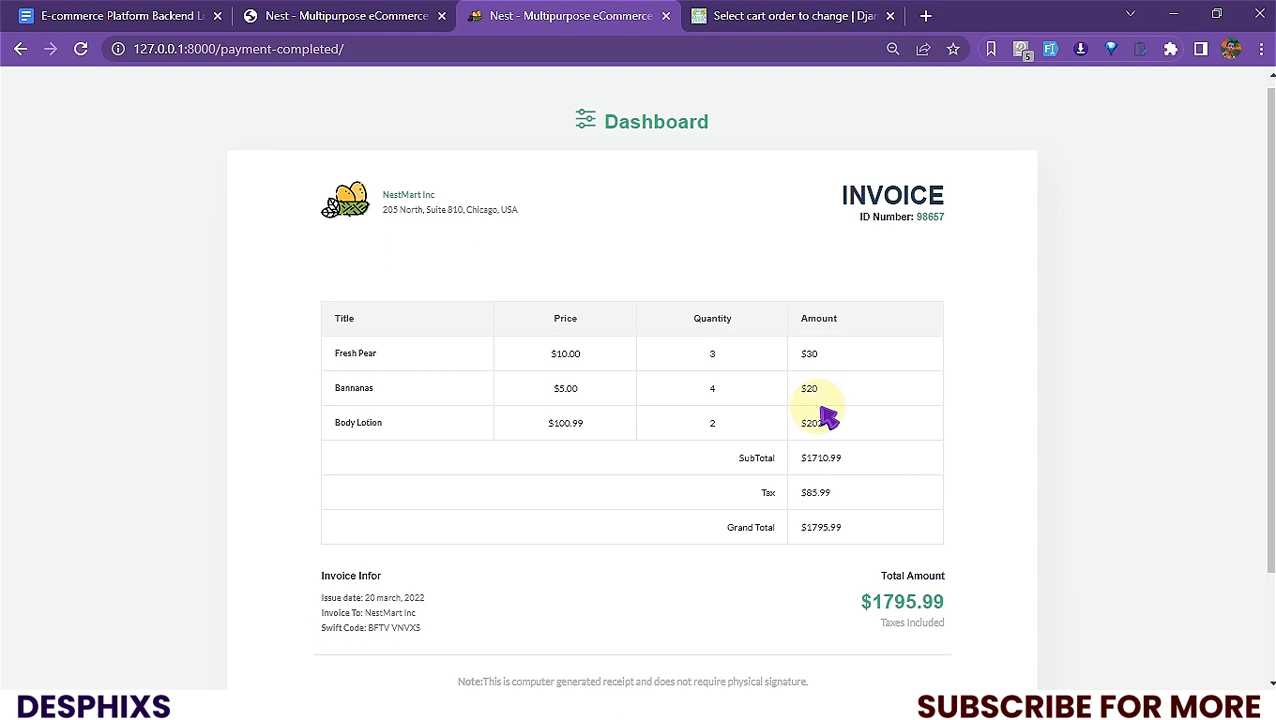 E-commerce Platform Backend Lo
Nest - Multipurpose eCommerce
Nest - Multipurpose eCommerce
Select cart order to change | Djan
127.0.0.1:8000/payment-completed/
5
Dashboard
NestMart Inc
205 North, Suite 810, Chicago, USA
INVOICE
ID Number: 98657
Title Price Quantity Amount
Fresh Pear $10.00 3 $30
Bannanas $5.00 4 $20
Body Lotion $100.99 2
SubTotal $1710.99
Tax $85.99
Grand Total $1795.99
Invoice Infor
Issue date: 20 march, 2022
Invoice To: NestMart Inc
Swift Code: BFTV VNVXS
Total Amount
$1795.99
Taxes Included
Note:This is computer generated receipt and does not require physical signature.
DESPHIXS
SUBSCRIBE FOR MORE